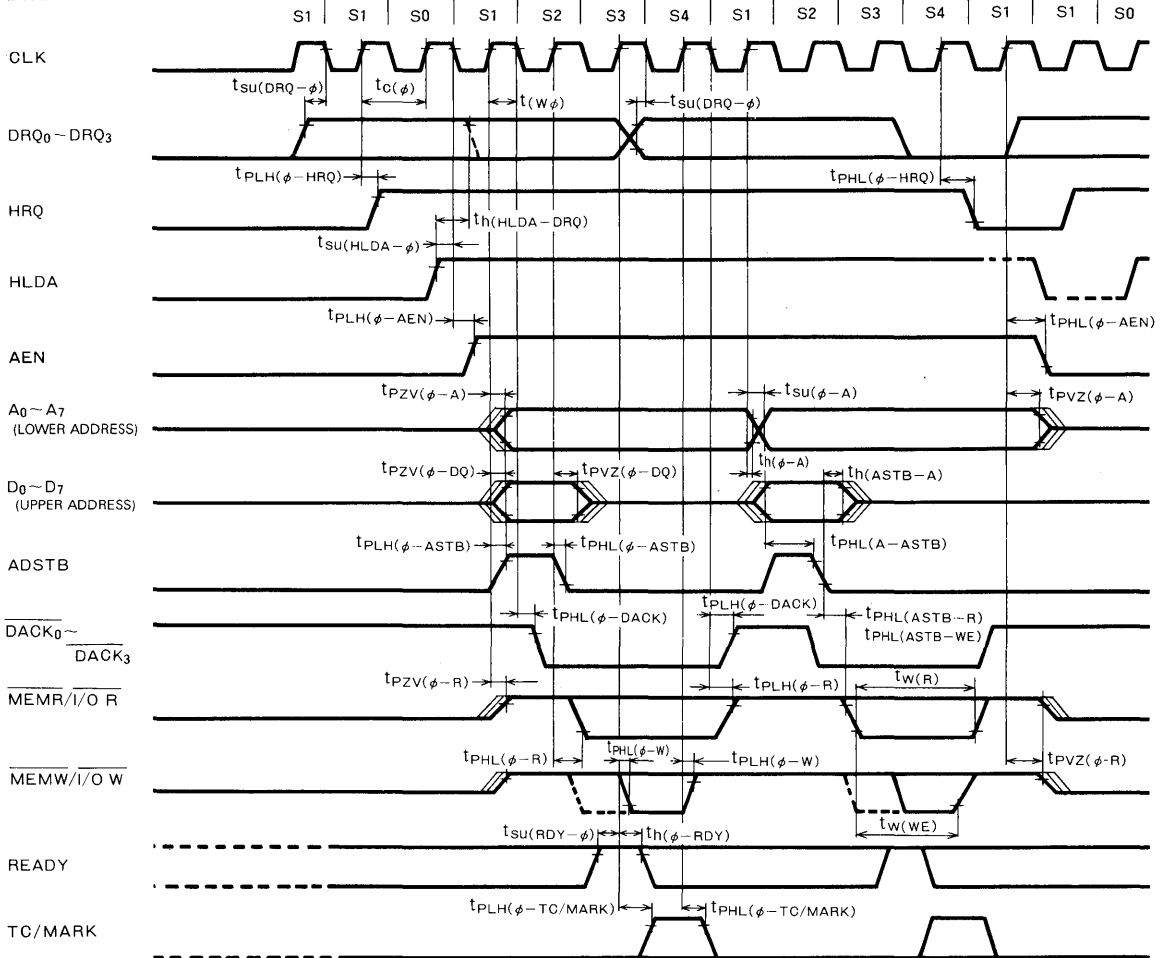 S1 S1 S0 S1 S2 S3 S4 S1 S2 S3 S4 S1 S1 S0
CLK
tsu(DRQ-φ) tC(φ) t(Wφ) tsu(DRQ-φ)
DRQ0~DRQ3
tPLH(φ-HRQ) tPHL(φ-HRQ)
HRQ
th(HLDA-DRQ)
tsu(HLDA-φ)
HLDA
tPLH(φ-AEN) tPHL(φ-AEN)
AEN
tPZV(φ-A) tsu(φ-A) tPVZ(φ-A)
A0~A7
(LOWER ADDRESS)
th(φ-A)
tPZV(φ-DQ) tPVZ(φ-DQ) th(ASTB-A)
D0~D7
(UPPER ADDRESS)
tPLH(φ-ASTB) tPHL(φ-ASTB) tPHL(A-ASTB)
ADSTB
tPHL(φ-DACK) tPLH(φ-DACK) tPHL(ASTB-R)
tPHL(ASTB-WE)
DACK0~
DACK3
tPZV(φ-R) tPLH(φ-R) tW(R)
MEMR/I/O R
tPHL(φ-R) tPHL(φ-W) tPLH(φ-W) tPVZ(φ-R)
MEMW/I/O W
tW(WE)
tsu(RDY-φ) th(φ-RDY)
READY
tPLH(φ-TC/MARK) tPHL(φ-TC/MARK)
TC/MARK